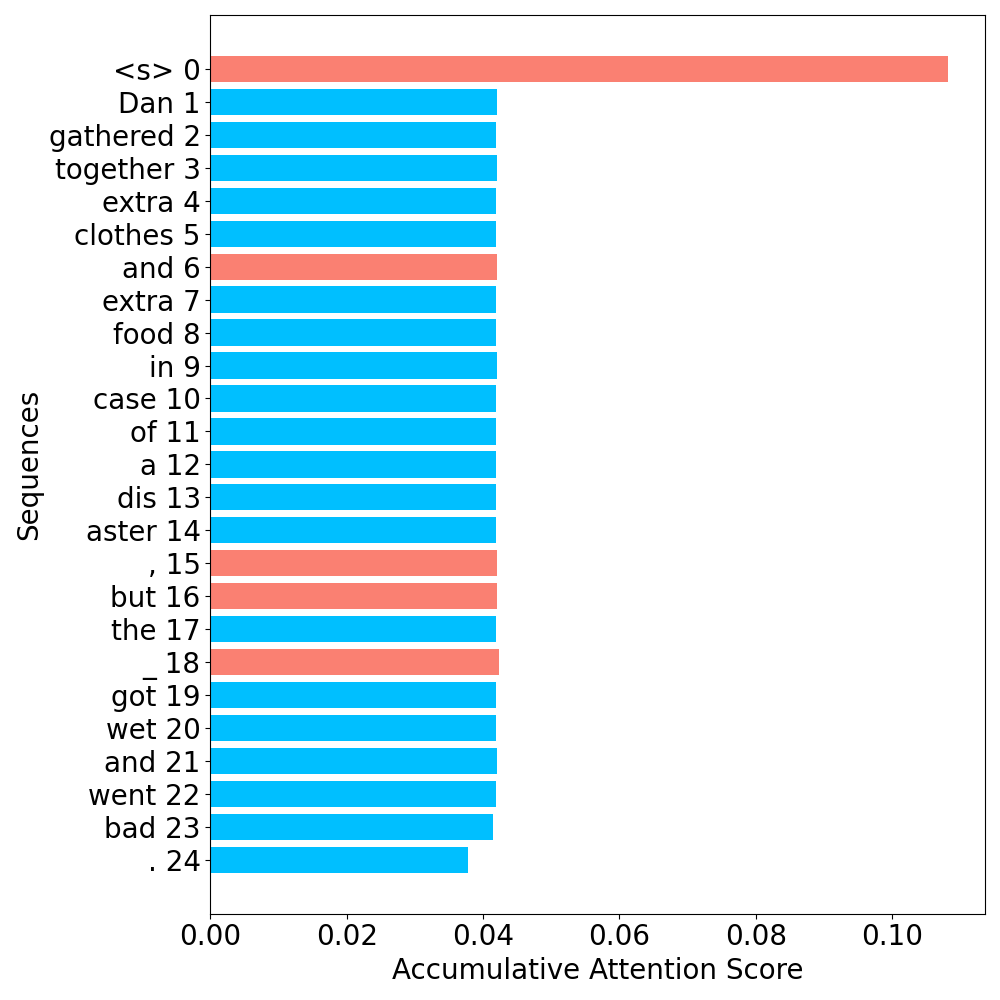 <s> 0
Dan 1
gathered 2
together 3
extra 4
clothes 5
and 6
extra 7
food 8
in 9
case 10
of 11
a 12
dis 13
aster 14
, 15
but 16
the 17
_ 18
got 19
wet 20
and 21
went 22
bad 23
. 24
Sequences
0.00 0.02 0.04 0.06 0.08 0.10
Accumulative Attention Score